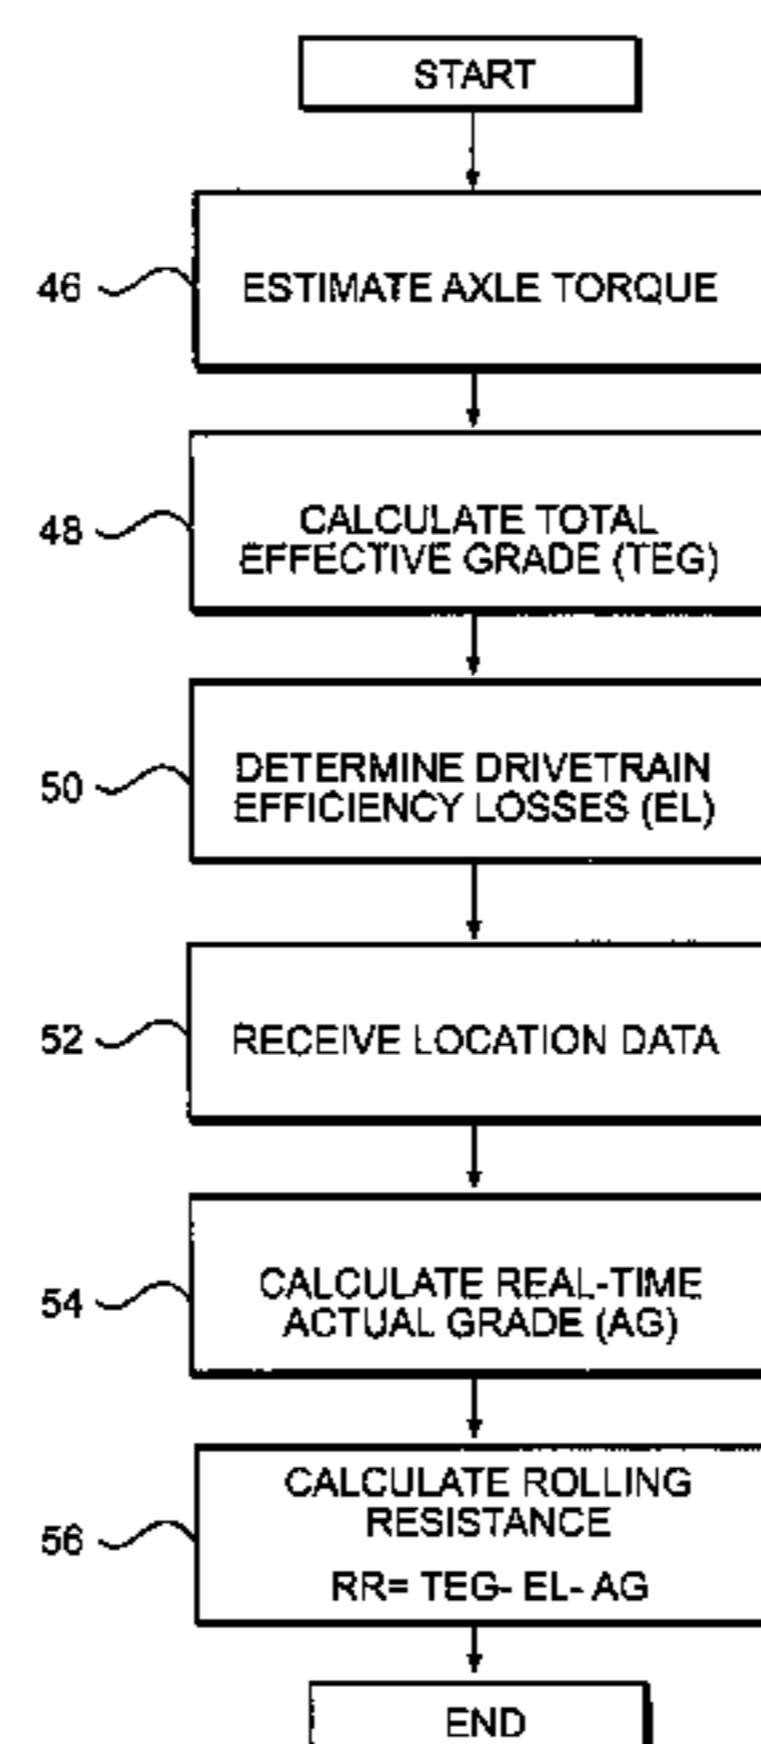 START
46
ESTIMATE AXLE TORQUE
48
CALCULATE TOTAL
EFFECTIVE GRADE (TEG)
50
DETERMINE DRIVETRAIN
EFFICIENCY LOSSES (EL)
52
RECEIVE LOCATION DATA
54
CALCULATE REAL-TIME
ACTUAL GRADE (AG)
56
CALCULATE ROLLING
RESISTANCE
RR= TEG- EL- AG
END